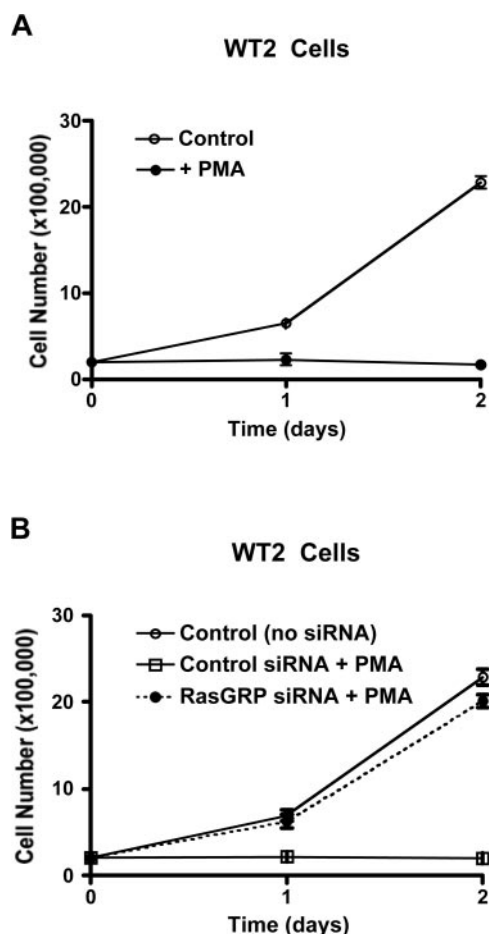 A
WT2 Cells
Cell Number (x100,000)
30
20
10
0
Control
+ PMA
0 1 2
Time (days)
B
WT2 Cells
Cell Number (x100,000)
30
20
10
0
Control (no siRNA)
Control siRNA + PMA
RasGRP siRNA + PMA
0 1 2
Time (days)